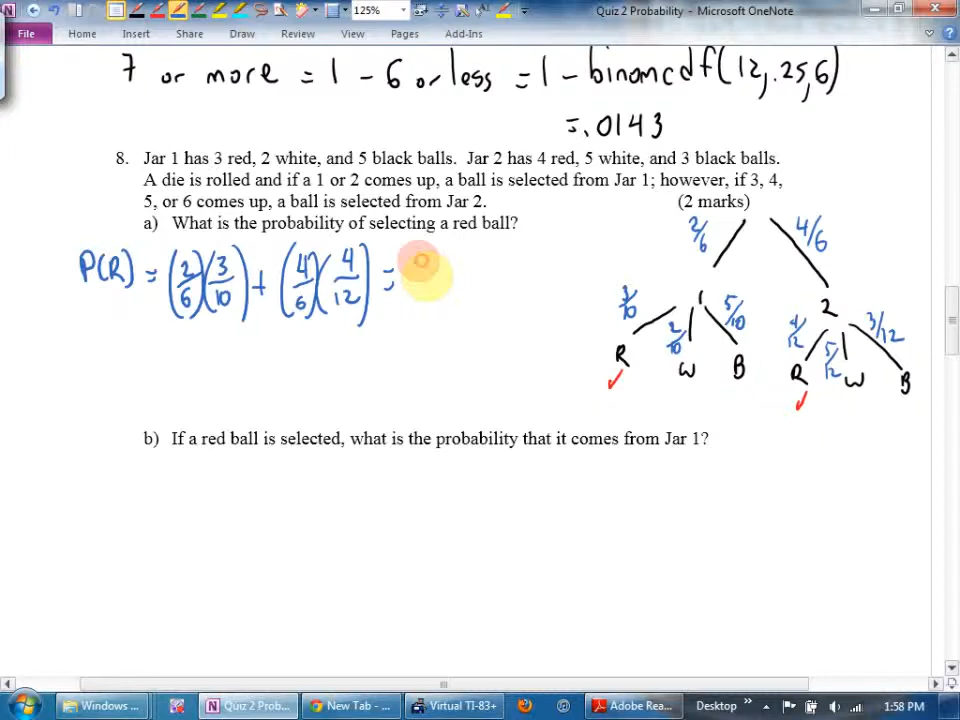 Quiz 2 Probability - Microsoft OneNote
125%
File Home Insert Share Draw Review View Pages Add-Ins
7 or more = 1 - 6 or less = 1 - binomcdf(12,.25,6)
=.0143
8. Jar 1 has 3 red, 2 white, and 5 black balls. Jar 2 has 4 red, 5 white, and 3 black balls.
A die is rolled and if a 1 or 2 comes up, a ball is selected from Jar 1; however, if 3, 4,
5, or 6 comes up, a ball is selected from Jar 2. (2 marks)
a) What is the probability of selecting a red ball?
2/6 4/6
P(R) = (2/6)(3/10) + (4/6)(4/12) =
1 2
3/10 2/10 5/10 4/12 5/12 3/12
R W B R W B
b) If a red ball is selected, what is the probability that it comes from Jar 1?
Windows ... Quiz 2 Prob... New Tab - ... Virtual TI-83+ Adobe Rea... Desktop 1:58 PM